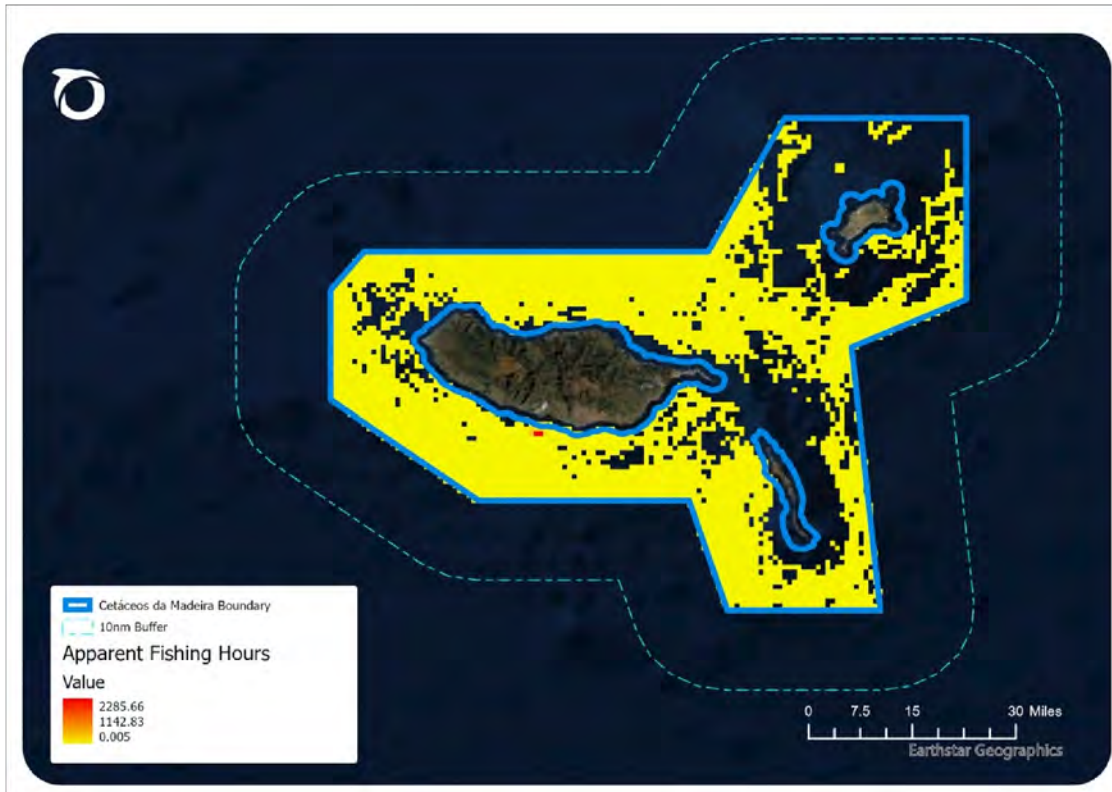 Cetáceos da Madeira Boundary
10nm Buffer
Apparent Fishing Hours
Value
2285.66
1142.83
0.005
0 7.5 15 30 Miles
Earthstar Geographics